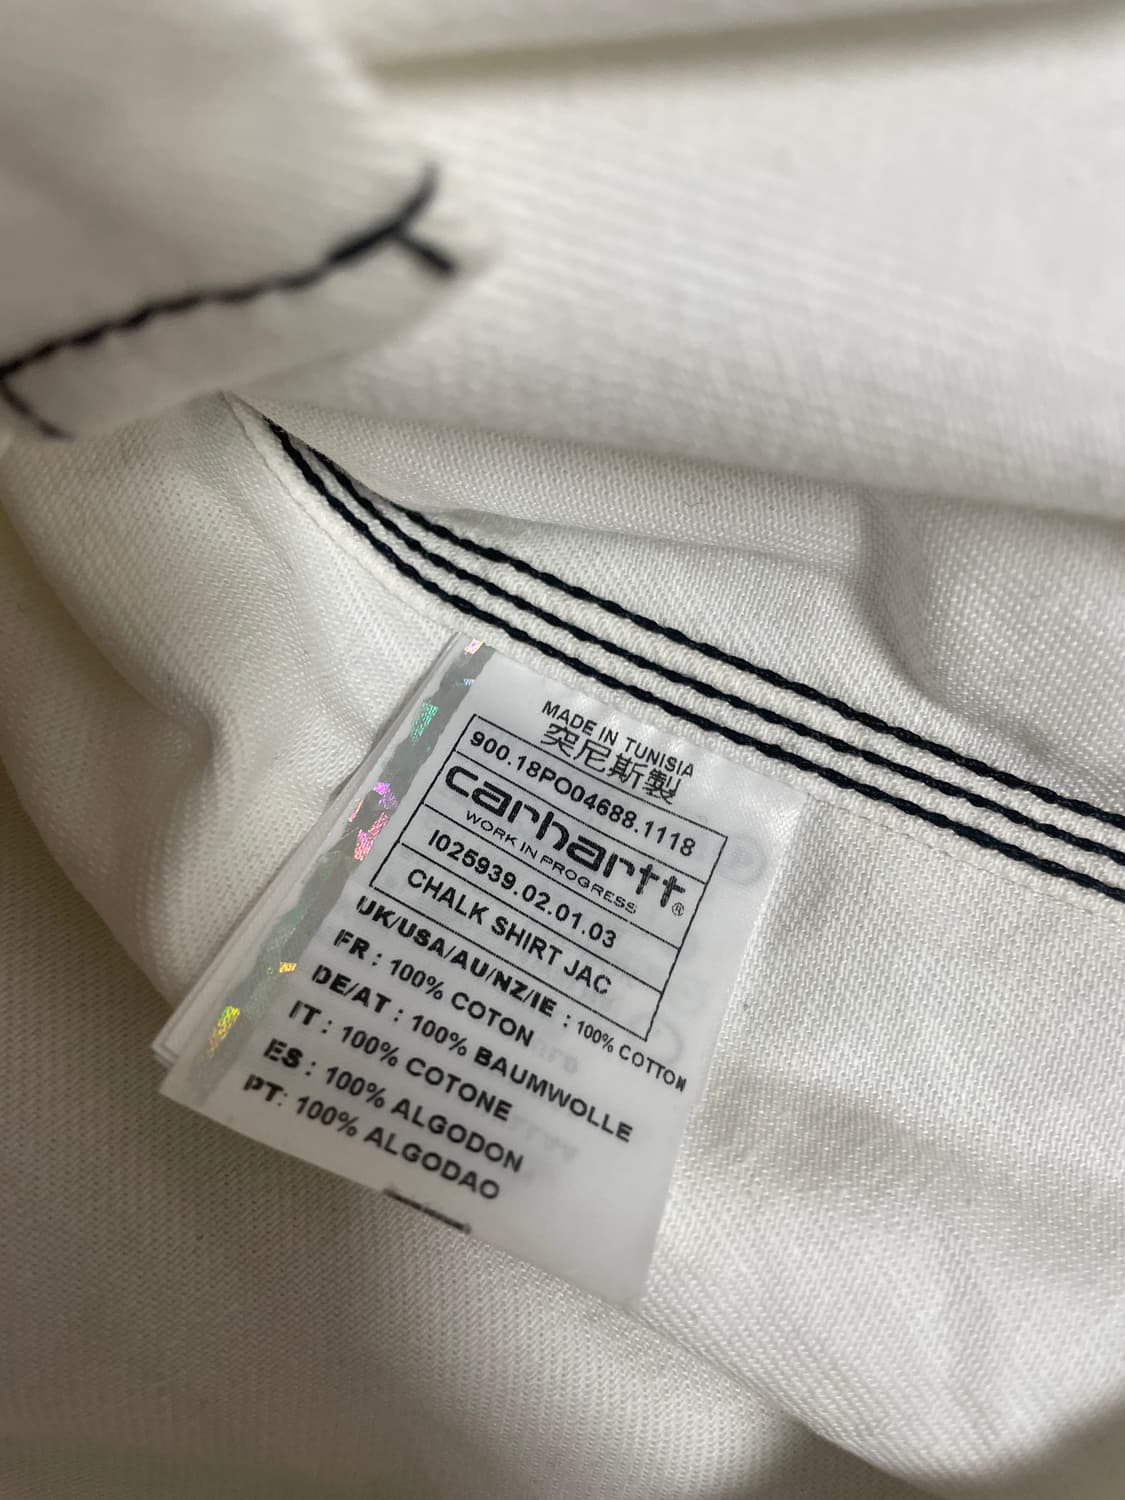 MADE IN TUNISIA
突尼斯製
900.18PO04688.1118
carhartt®
WORK IN PROGRESS
I025939.02.01.03
CHALK SHIRT JAC
UK/USA/AU/NZ/IE : 100% COTTON
FR : 100% COTON
DE/AT : 100% BAUMWOLLE
IT : 100% COTONE
ES : 100% ALGODON
PT: 100% ALGODAO